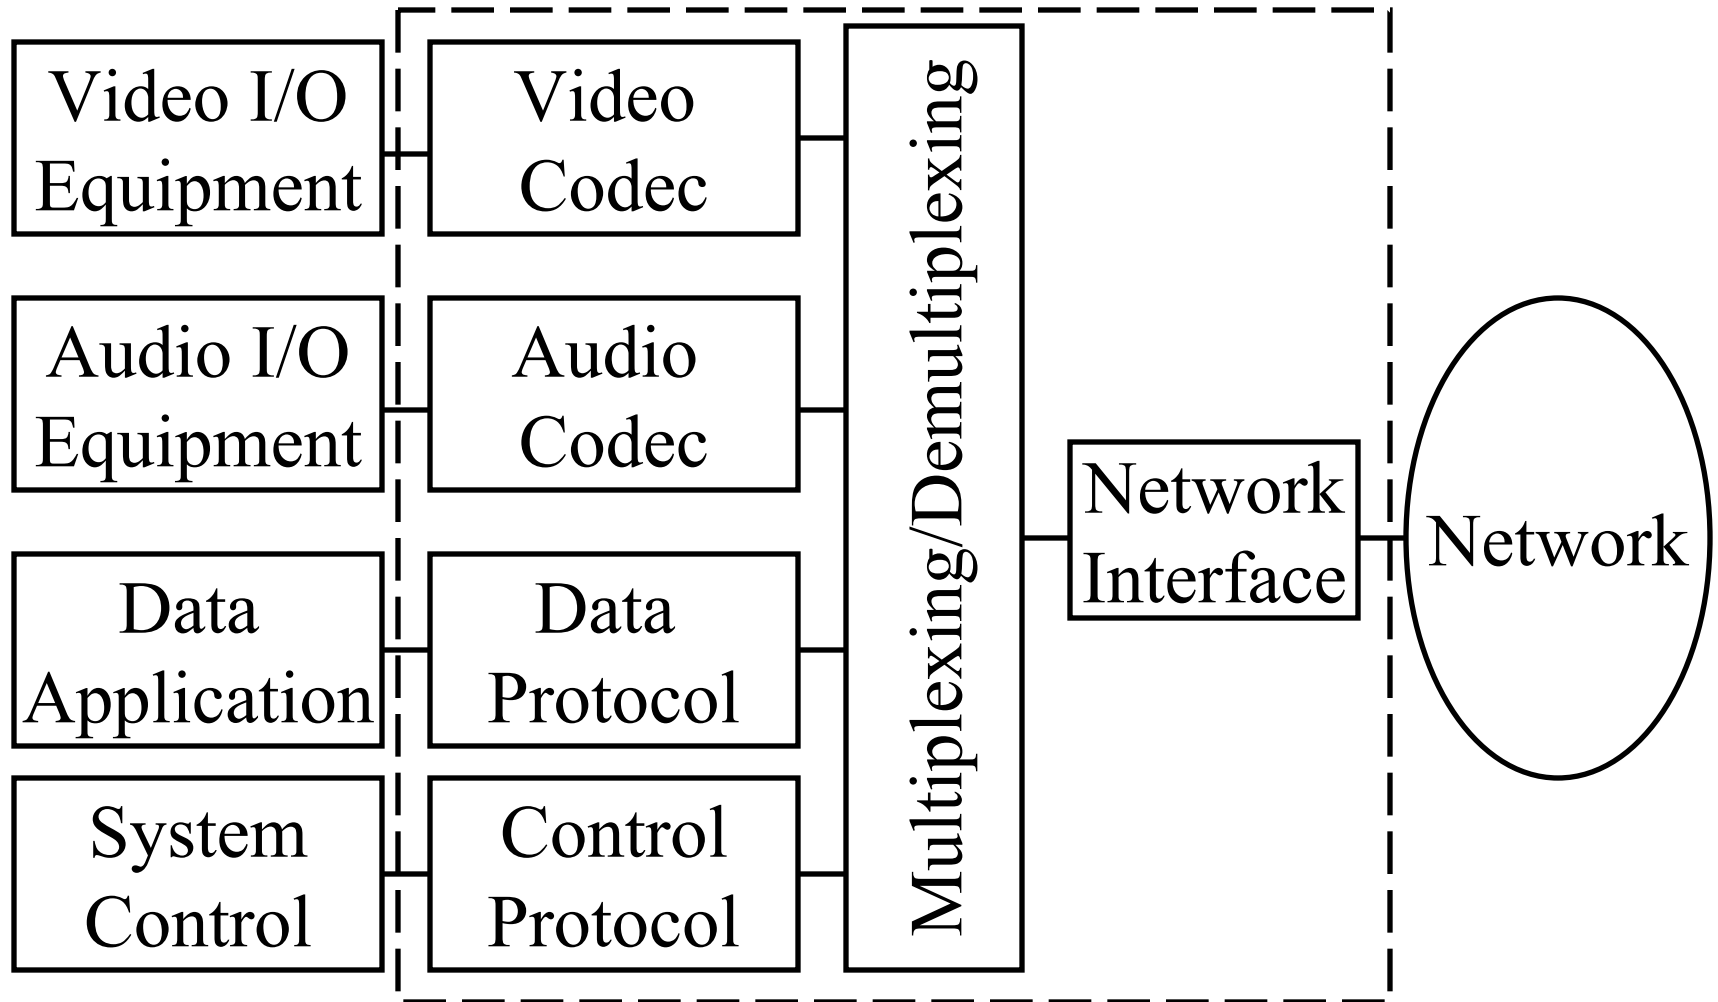 Video I/O
Equipment
Video
Codec
Audio I/O
Equipment
Audio
Codec
Data
Application
Data
Protocol
System
Control
Control
Protocol
Multiplexing/Demultiplexing
Network
Interface
Network